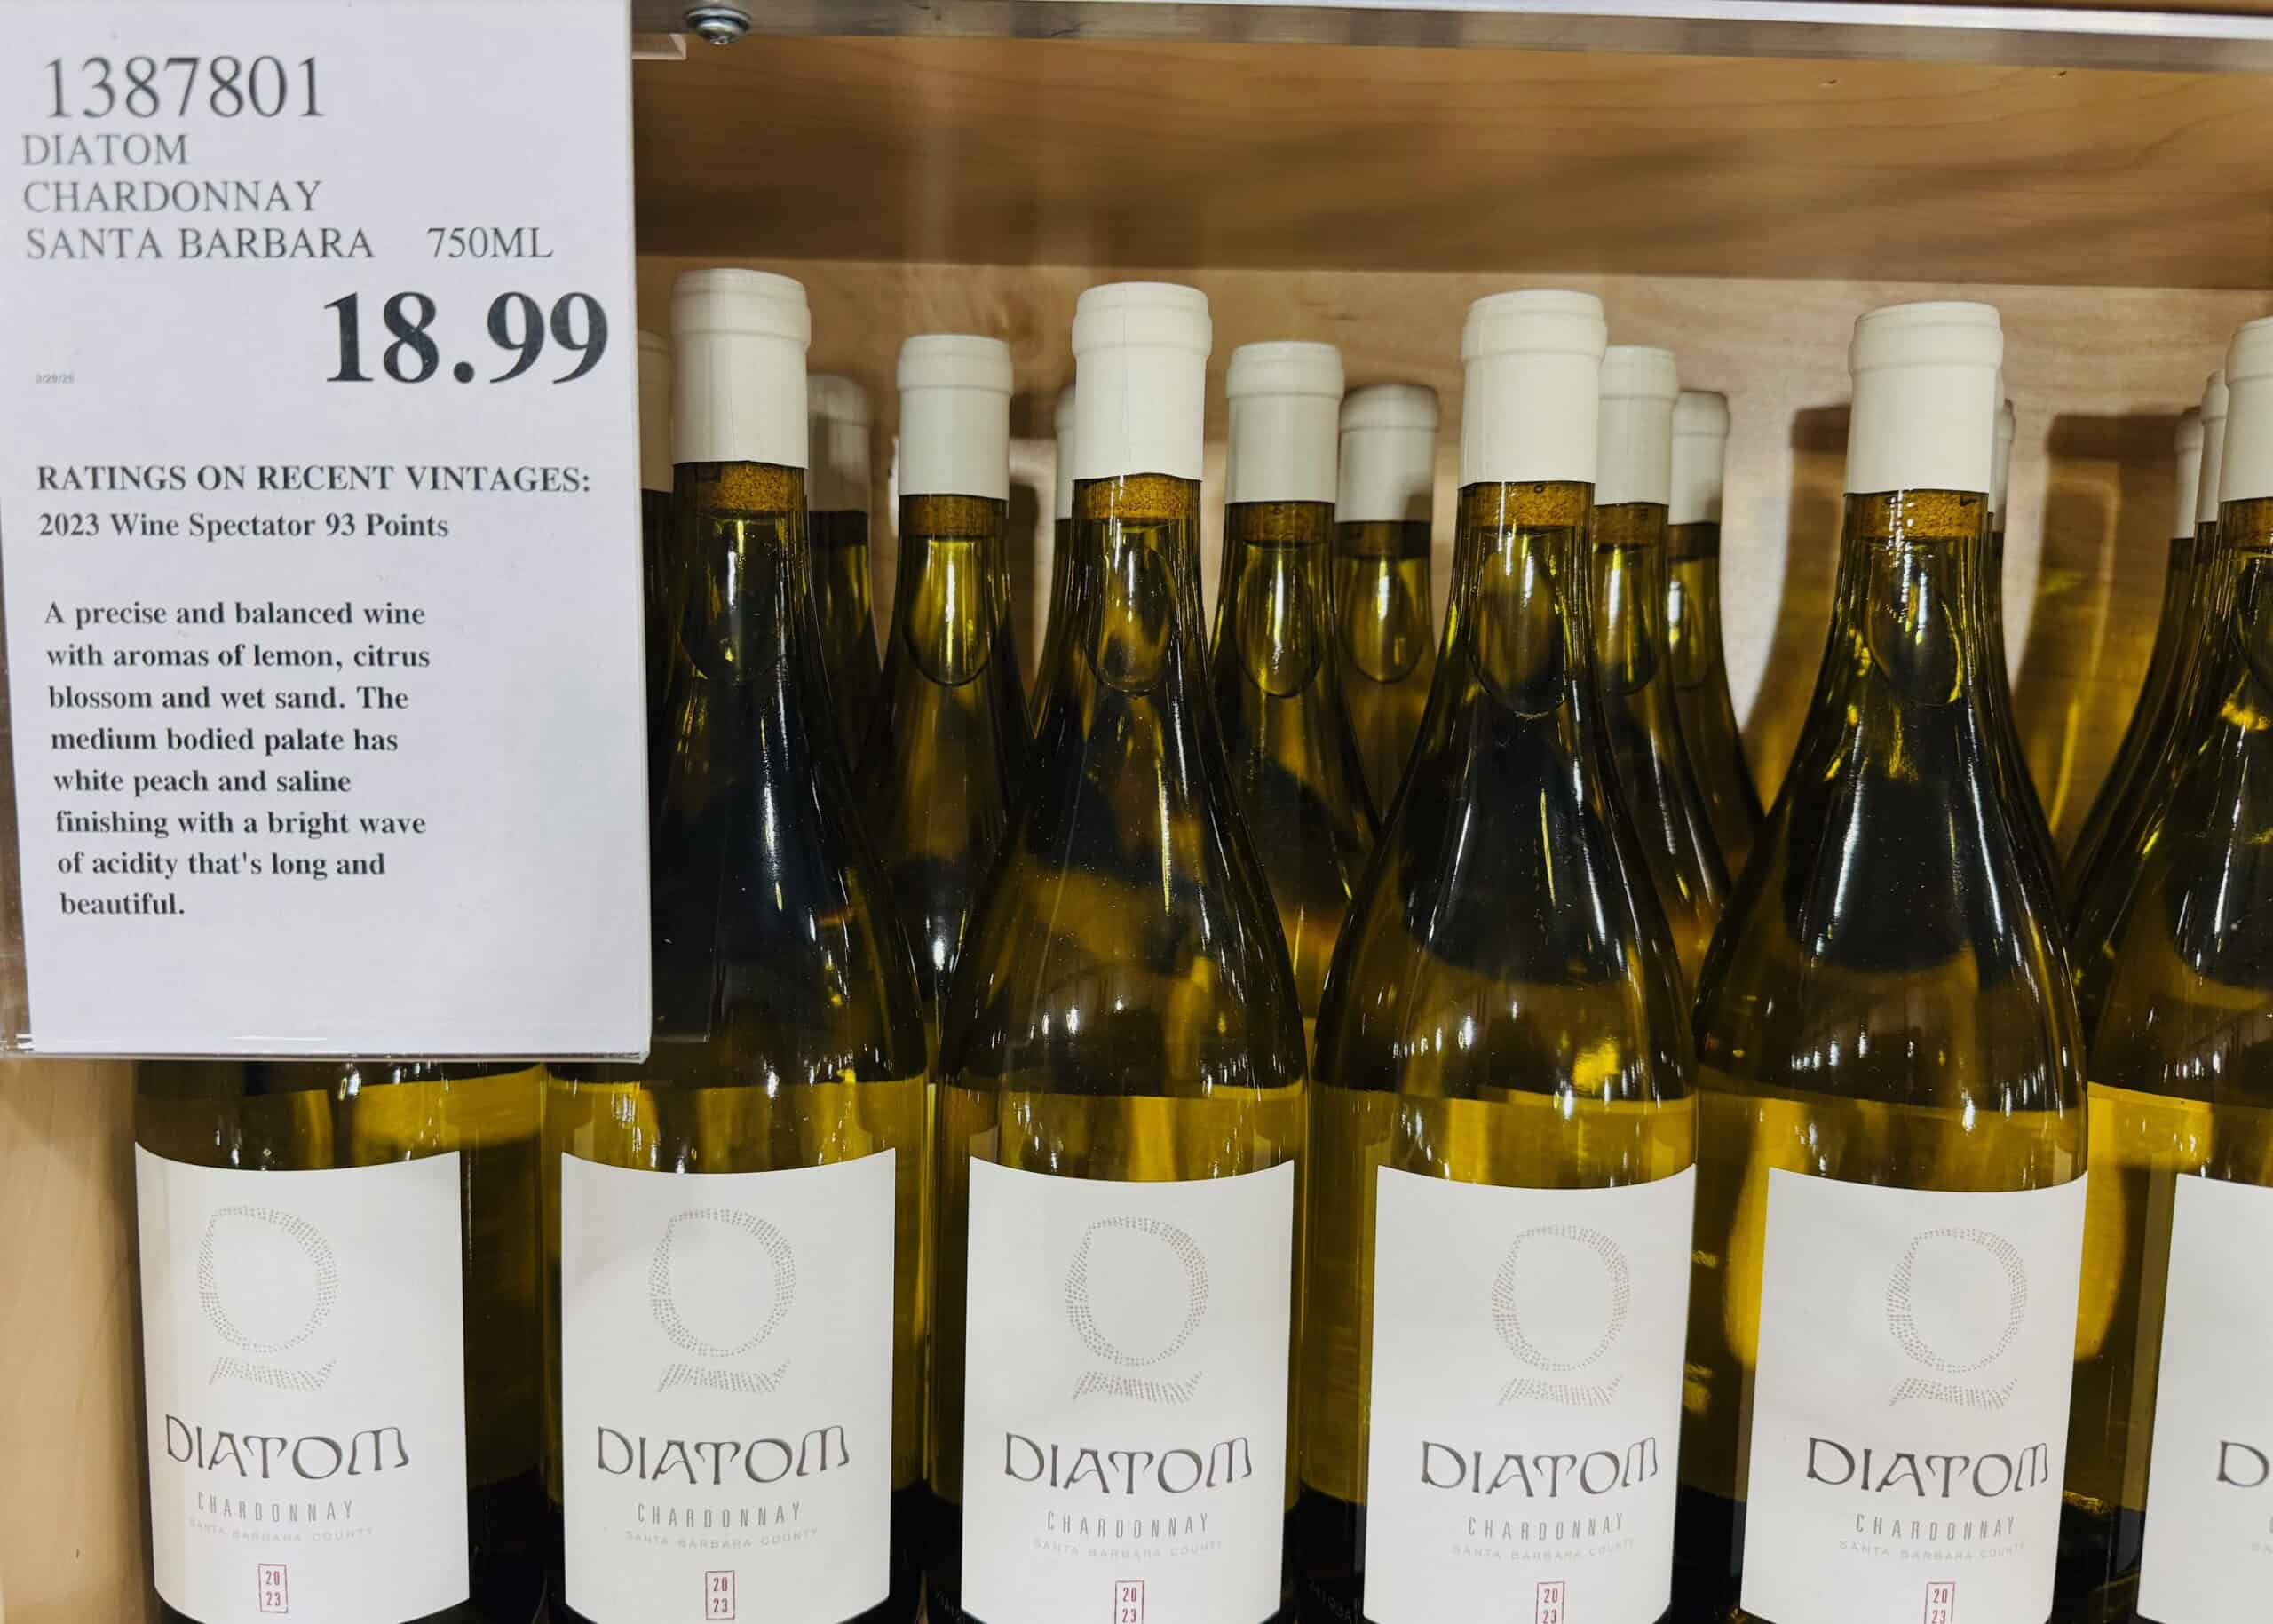 1387801
DIATOM
CHARDONNAY
SANTA BARBARA 750ML
18.99
RATINGS ON RECENT VINTAGES:
2023 Wine Spectator 93 Points
A precise and balanced wine
with aromas of lemon, citrus
blossom and wet sand. The
medium bodied palate has
white peach and saline
finishing with a bright wave
of acidity that's long and
beautiful.
DIATOM
CHARDONNAY
SANTA BARBARA COUNTY
20
23
DIATOM
CHARDONNAY
SANTA BARBARA COUNTY
20
23
DIATOM
CHARDONNAY
SANTA BARBARA COUNTY
20
23
DIATOM
CHARDONNAY
SANTA BARBARA COUNTY
20
23
DIATOM
CHARDONNAY
SANTA BARBARA COUNTY
20
23
D